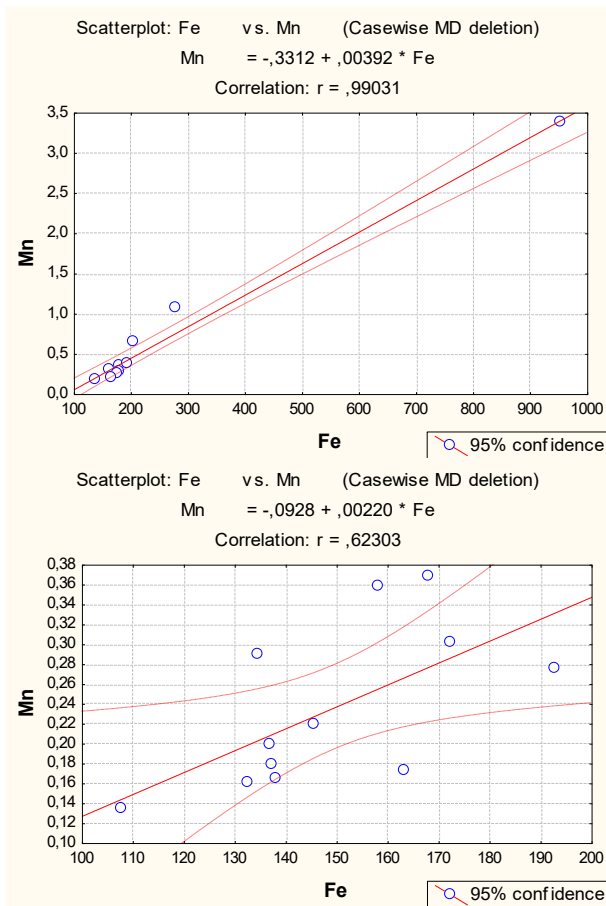 Scatterplot: Fe vs. Mn (Casewise MD deletion)
Mn = -,3312 + ,00392 * Fe
Correlation: r = ,99031
3,5
3,0
2,5
2,0
1,5
1,0
0,5
0,0
Mn
100 200 300 400 500 600 700 800 900 1000
Fe
95% confidence
Scatterplot: Fe vs. Mn (Casewise MD deletion)
Mn = -,0928 + ,00220 * Fe
Correlation: r = ,62303
0,38
0,36
0,34
0,32
0,30
0,28
0,26
0,24
0,22
0,20
0,18
0,16
0,14
0,12
0,10
Mn
100 110 120 130 140 150 160 170 180 190 200
Fe
95% confidence